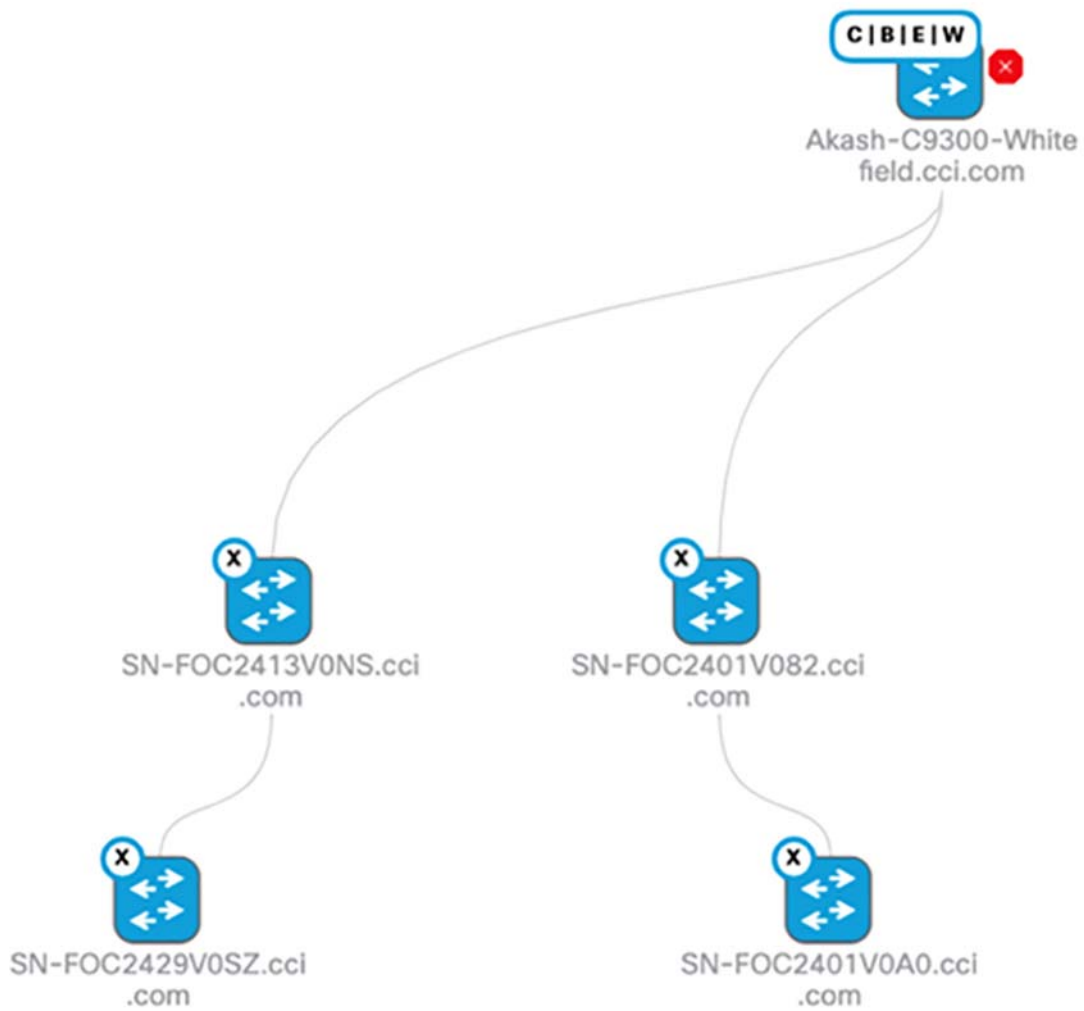 C|B|E|W
Akash-C9300-White
field.cci.com
X
SN-FOC2413V0NS.cci
.com
X
SN-FOC2401V082.cci
.com
X
SN-FOC2429V0SZ.cci
.com
X
SN-FOC2401V0A0.cci
.com